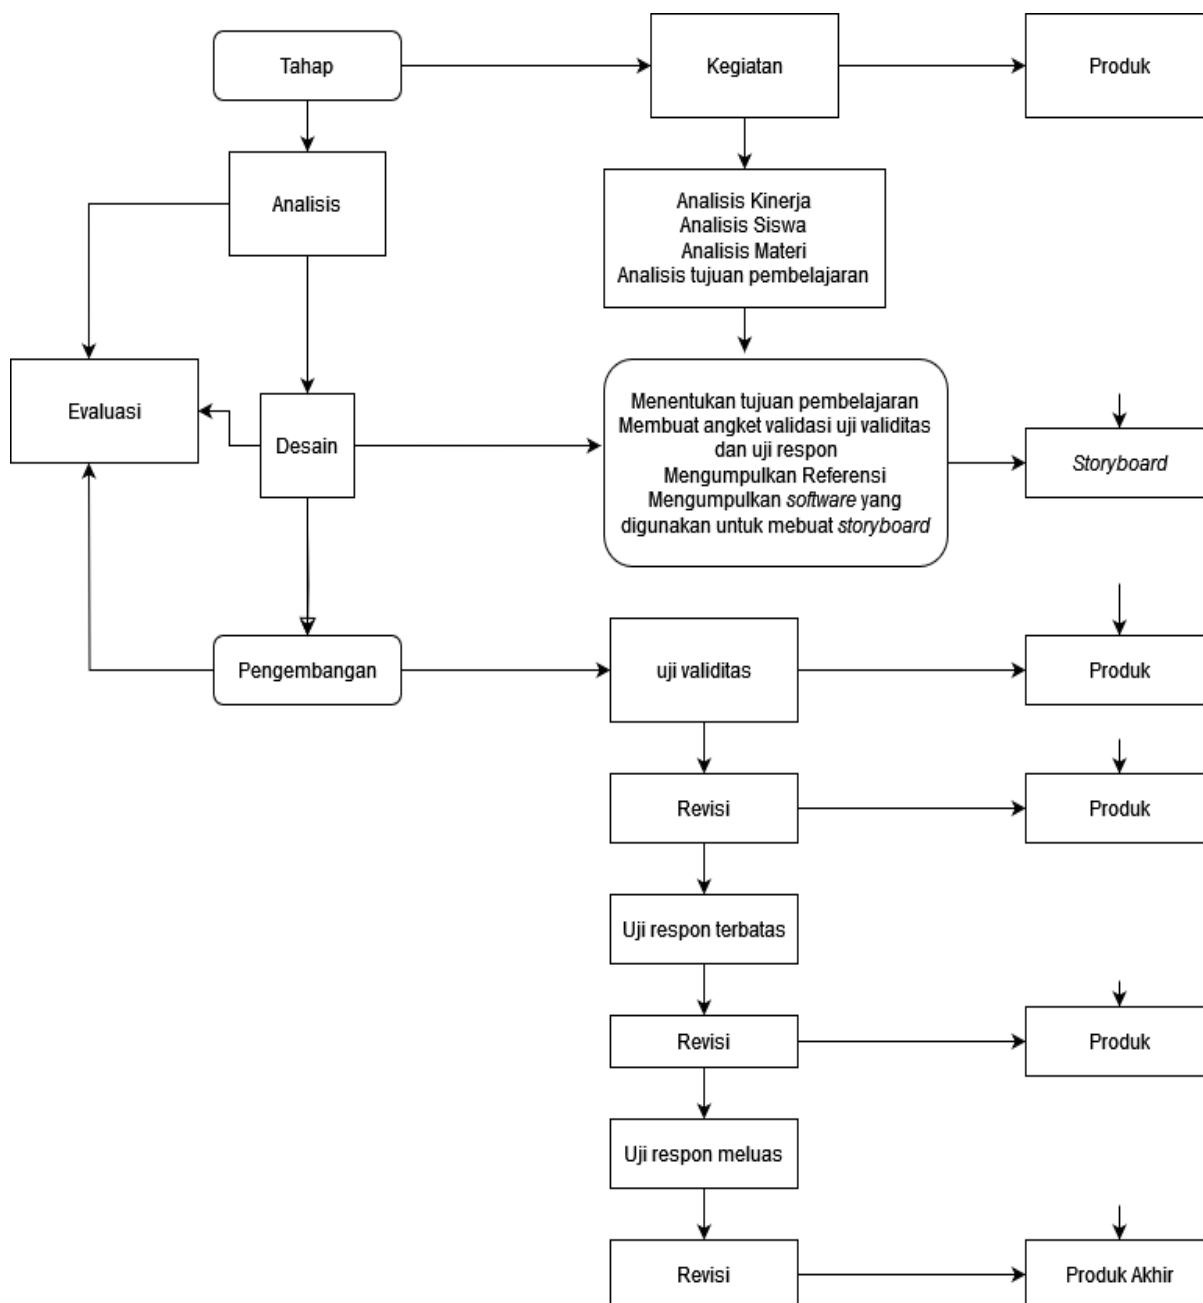 Tahap
Kegiatan
Produk
Analisis
Analisis Kinerja
Analisis Siswa
Analisis Materi
Analisis tujuan pembelajaran
Evaluasi
Desain
Menentukan tujuan pembelajaran
Membuat angket validasi uji validitas
dan uji respon
Mengumpulkan Referensi
Mengumpulkan software yang
digunakan untuk mebuat storyboard
Storyboard
Pengembangan
uji validitas
Produk
Revisi
Produk
Uji respon terbatas
Revisi
Produk
Uji respon meluas
Revisi
Produk Akhir